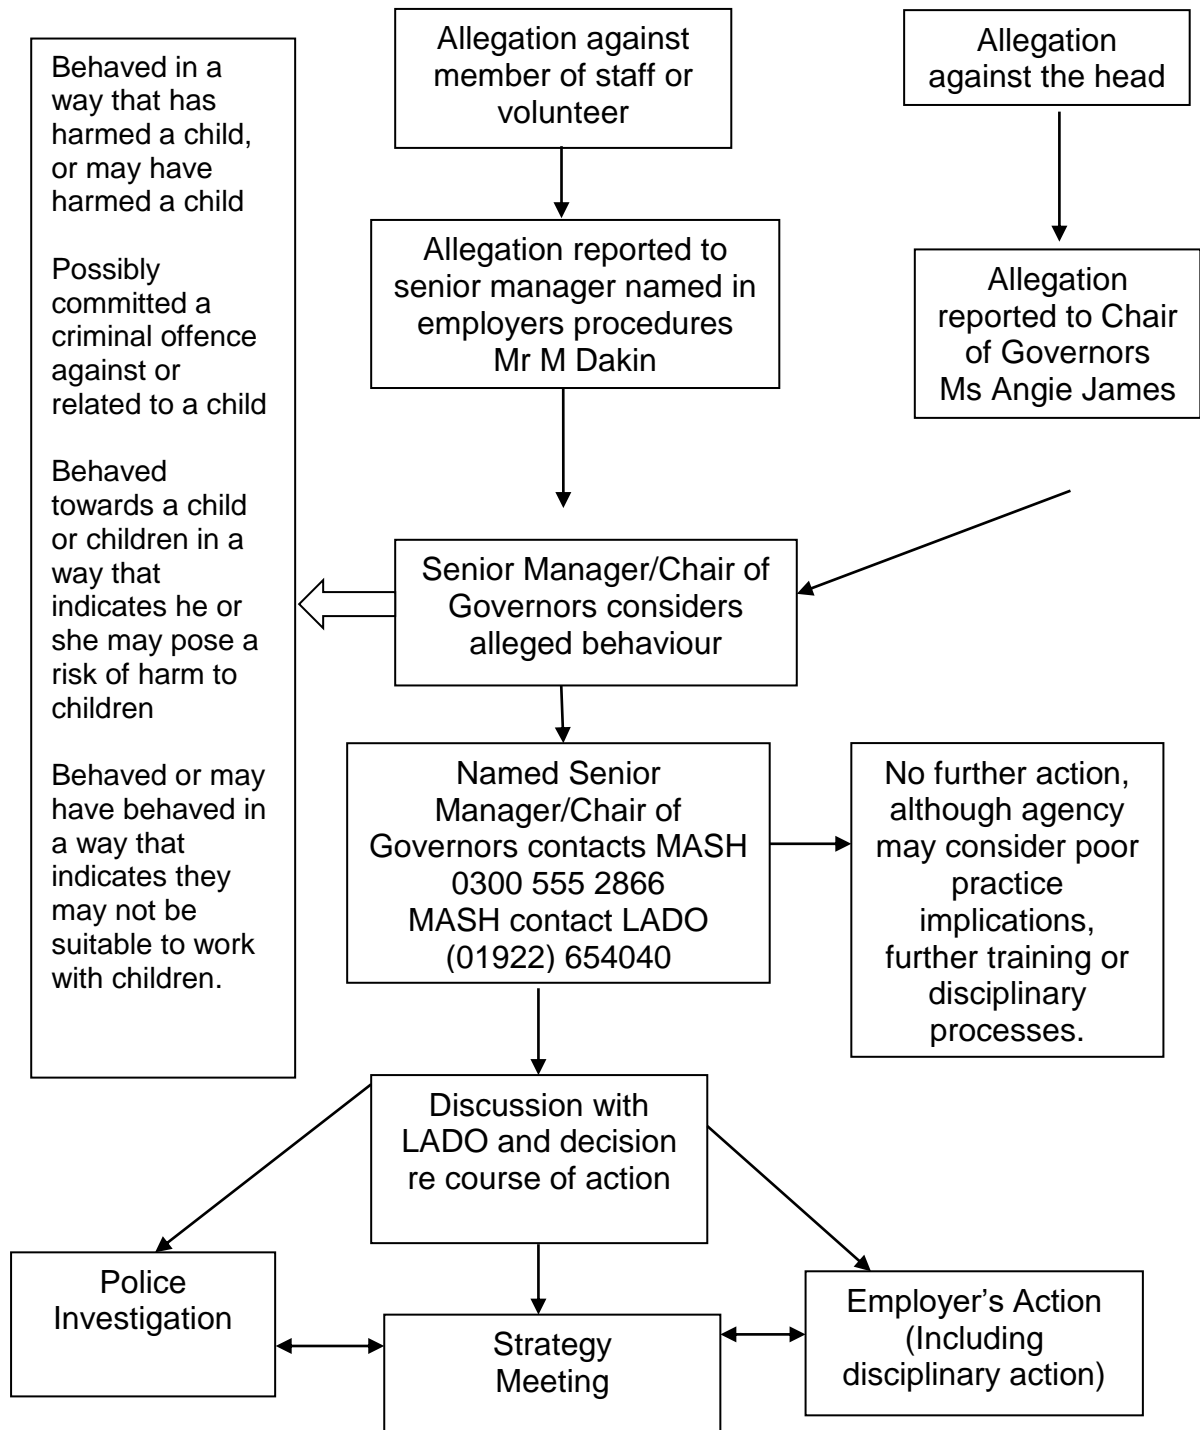 Behaved in a
way that has
harmed a child,
or may have
harmed a child
Possibly
committed a
criminal offence
against or
related to a child
Behaved
towards a child
or children in a
way that
indicates he or
she may pose a
risk of harm to
children
Behaved or may
have behaved in
a way that
indicates they
may not be
suitable to work
with children.
Allegation against
member of staff or
volunteer
Allegation
against the head
Allegation reported to
senior manager named in
employers procedures
Mr M Dakin
Allegation
reported to Chair
of Governors
Ms Angie James
Senior Manager/Chair of
Governors considers
alleged behaviour
Named Senior
Manager/Chair of
Governors contacts MASH
0300 555 2866
MASH contact LADO
(01922) 654040
No further action,
although agency
may consider poor
practice
implications,
further training or
disciplinary
processes.
Discussion with
LADO and decision
re course of action
Police
Investigation
Strategy
Meeting
Employer’s Action
(Including
disciplinary action)